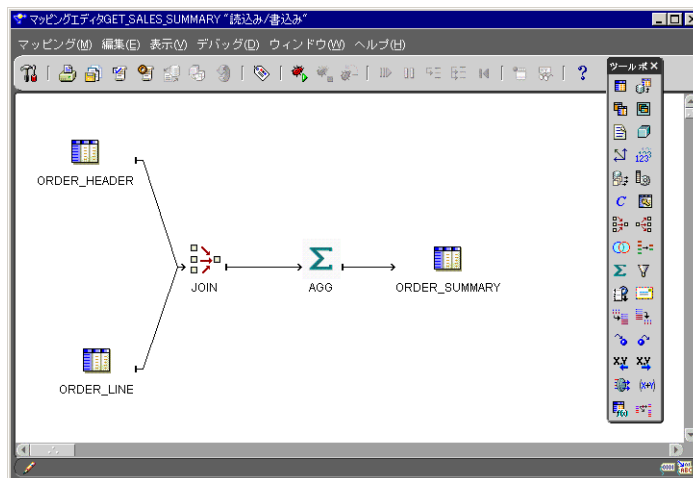 マッピングエディタGET_SALES_SUMMARY "読込み/書込み"
マッピング(M) 編集(E) 表示(V) デバッグ(D) ウィンドウ(W) ヘルプ(H)
ツール ボ
ORDER_HEADER
JOIN
AGG
ORDER_SUMMARY
ORDER_LINE
123
C
X,Y
X,Y
(X+Y)
f(x)
ABC